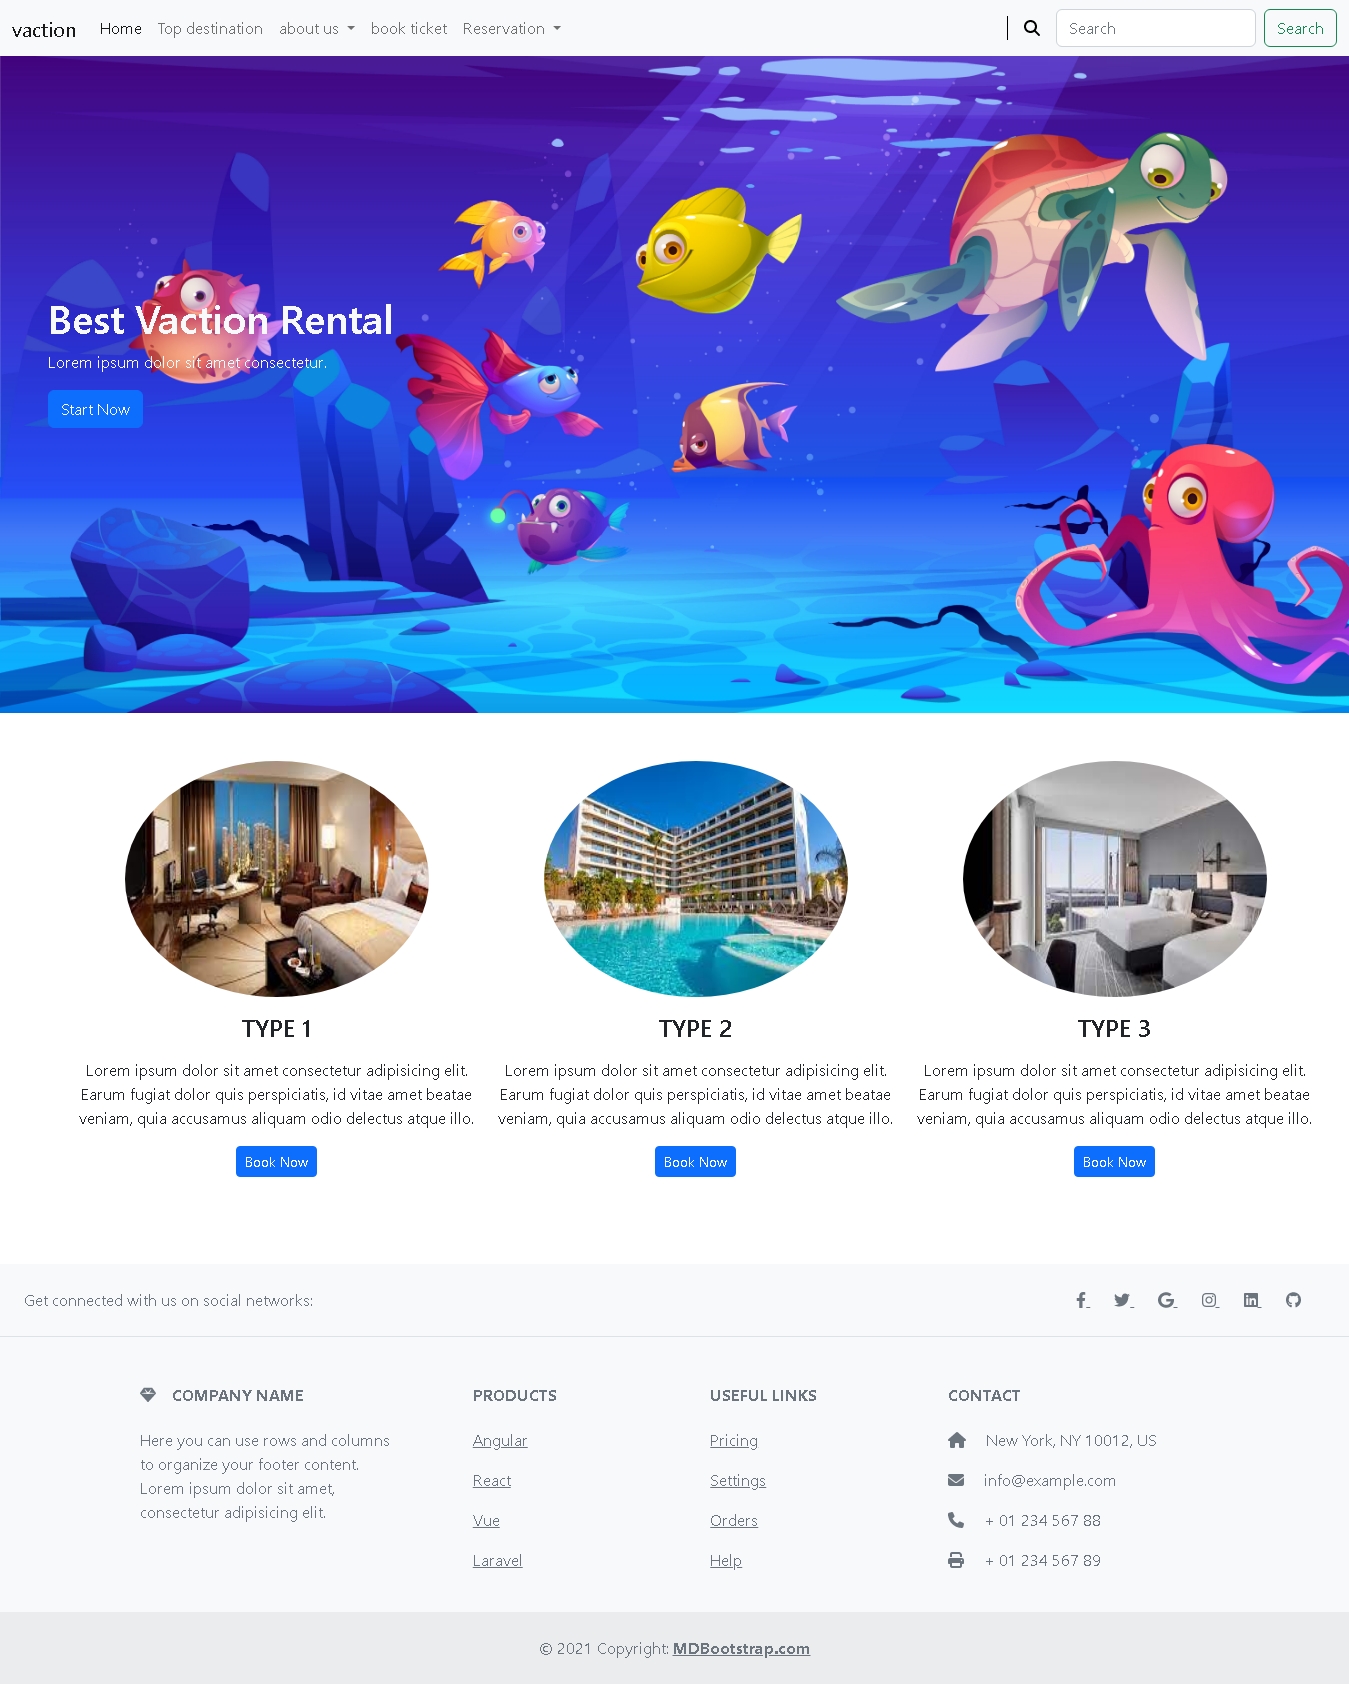 vaction Home Top destination about us book ticket Reservation Search Search
Best Vaction Rental
Lorem ipsum dolor sit amet consectetur.
Start Now
TYPE 1
Lorem ipsum dolor sit amet consectetur adipisicing elit.
Earum fugiat dolor quis perspiciatis, id vitae amet beatae
veniam, quia accusamus aliquam odio delectus atque illo.
Book Now
TYPE 2
Lorem ipsum dolor sit amet consectetur adipisicing elit.
Earum fugiat dolor quis perspiciatis, id vitae amet beatae
veniam, quia accusamus aliquam odio delectus atque illo.
Book Now
TYPE 3
Lorem ipsum dolor sit amet consectetur adipisicing elit.
Earum fugiat dolor quis perspiciatis, id vitae amet beatae
veniam, quia accusamus aliquam odio delectus atque illo.
Book Now
Get connected with us on social networks:
COMPANY NAME
Here you can use rows and columns
to organize your footer content.
Lorem ipsum dolor sit amet,
consectetur adipisicing elit.
PRODUCTS
Angular
React
Vue
Laravel
USEFUL LINKS
Pricing
Settings
Orders
Help
CONTACT
New York, NY 10012, US
info@example.com
+ 01 234 567 88
+ 01 234 567 89
© 2021 Copyright: MDBootstrap.com